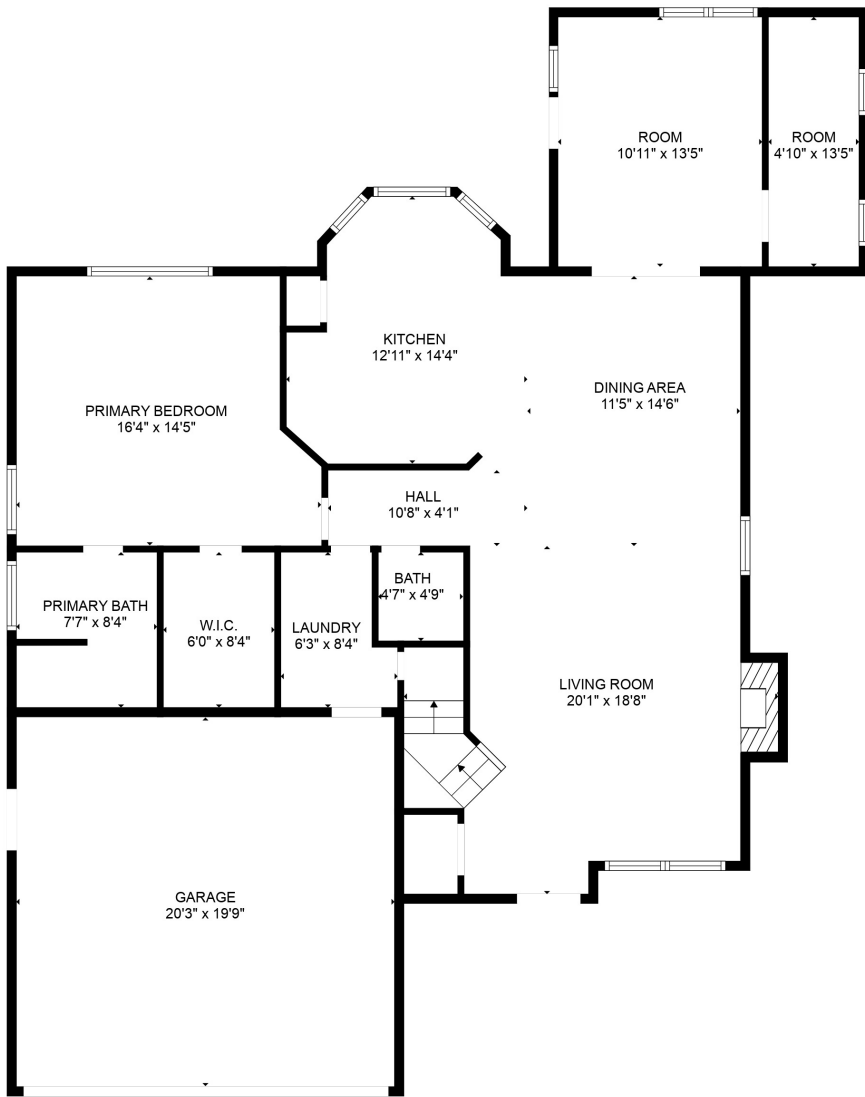 ROOM
10'11" x 13'5"
ROOM
4'10" x 13'5"
KITCHEN
12'11" x 14'4"
DINING AREA
11'5" x 14'6"
PRIMARY BEDROOM
16'4" x 14'5"
HALL
10'8" x 4'1"
BATH
4'7" x 4'9"
PRIMARY BATH
7'7" x 8'4"
W.I.C.
6'0" x 8'4"
LAUNDRY
6'3" x 8'4"
LIVING ROOM
20'1" x 18'8"
GARAGE
20'3" x 19'9"